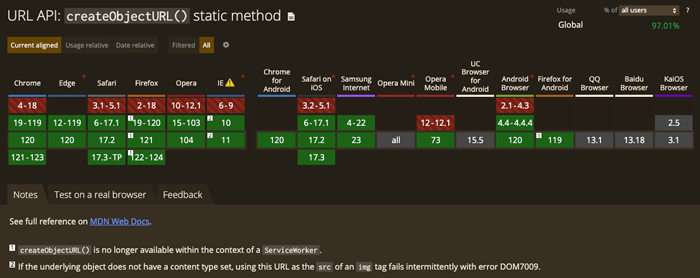 URL API: createObjectURL() static method
Usage % of all users ?
Global 97.01%
Current aligned Usage relative Date relative Filtered All
Chrome Edge Safari Firefox Opera IE Chrome for Android Safari on iOS Samsung Internet Opera Mini Opera Mobile UC Browser for Android Android Browser Firefox for Android QQ Browser Baidu Browser KaiOS Browser
4-18 3.1-5.1 2-18 10-12.1 6-9 3.2-5.1 2.1-4.3
19-119 12-119 6-17.1 1 19-120 15-103 2 10 6-17.1 4-22 12-12.1 4.4-4.4.4 2.5
120 120 17.2 1 121 104 2 11 120 17.2 23 all 73 15.5 120 1 119 13.1 13.18 3.1
121-123 17.3-TP 1 122-124 17.3
Notes Test on a real browser Feedback
See full reference on MDN Web Docs.
1 createObjectURL() is no longer available within the context of a ServiceWorker.
2 If the underlying object does not have a content type set, using this URL as the src of an img tag fails intermittently with error DOM7009.